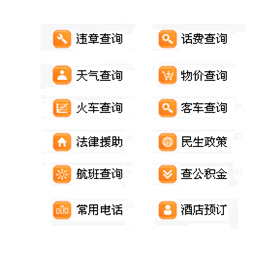 违章查询 话费查询
天气查询 物价查询
火车查询 客车查询
法律援助 民生政策
航班查询 查公积金
常用电话 酒店预订